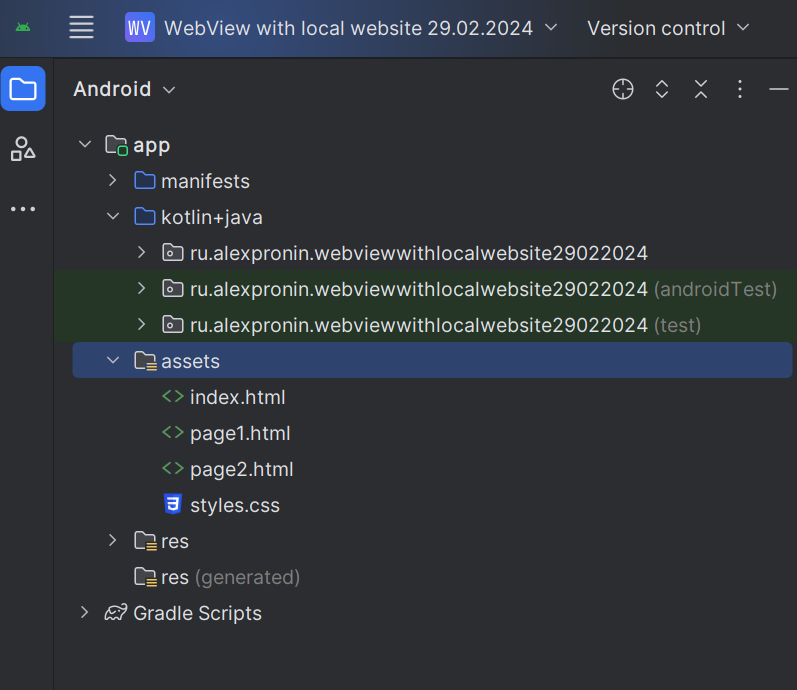 WV WebView with local website 29.02.2024 Version control
Android
app
manifests
kotlin+java
ru.alexpronin.webviewwithlocalwebsite29022024
ru.alexpronin.webviewwithlocalwebsite29022024 (androidTest)
ru.alexpronin.webviewwithlocalwebsite29022024 (test)
assets
<> index.html
<> page1.html
<> page2.html
styles.css
res
res (generated)
Gradle Scripts